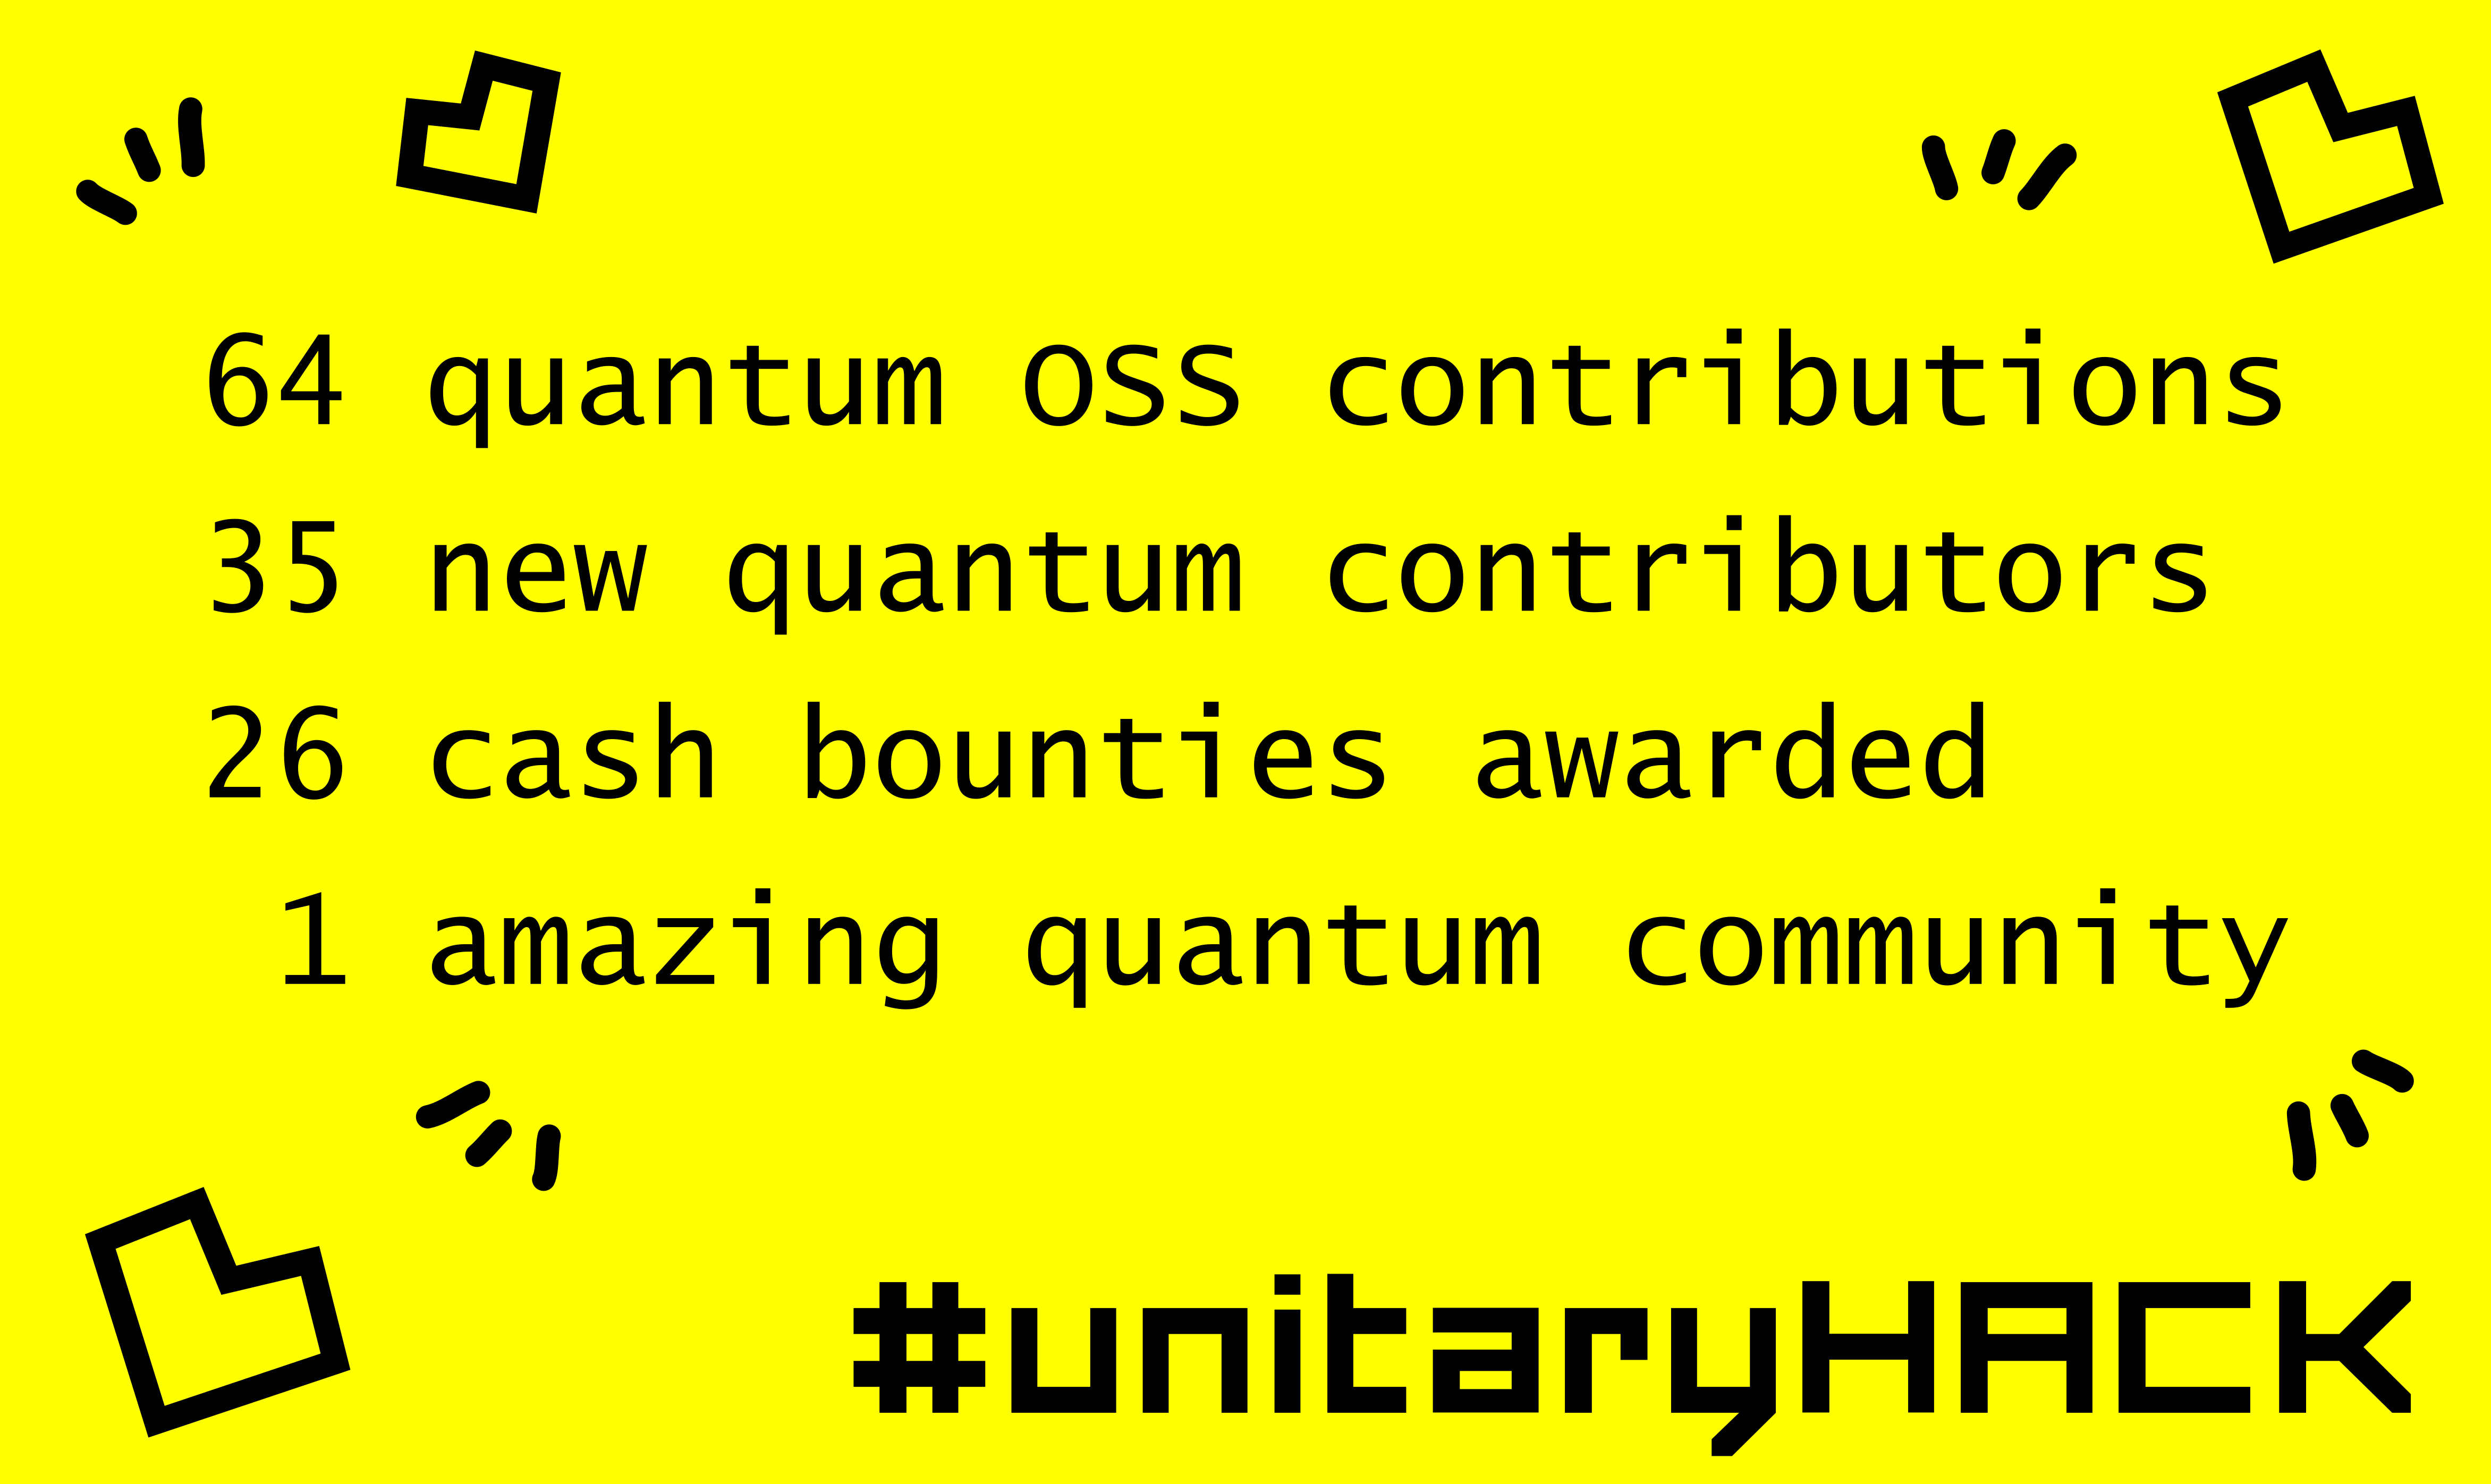 64 quantum OSS contributions
35 new quantum contributors
26 cash bounties awarded
1 amazing quantum community
#unitaryHACK